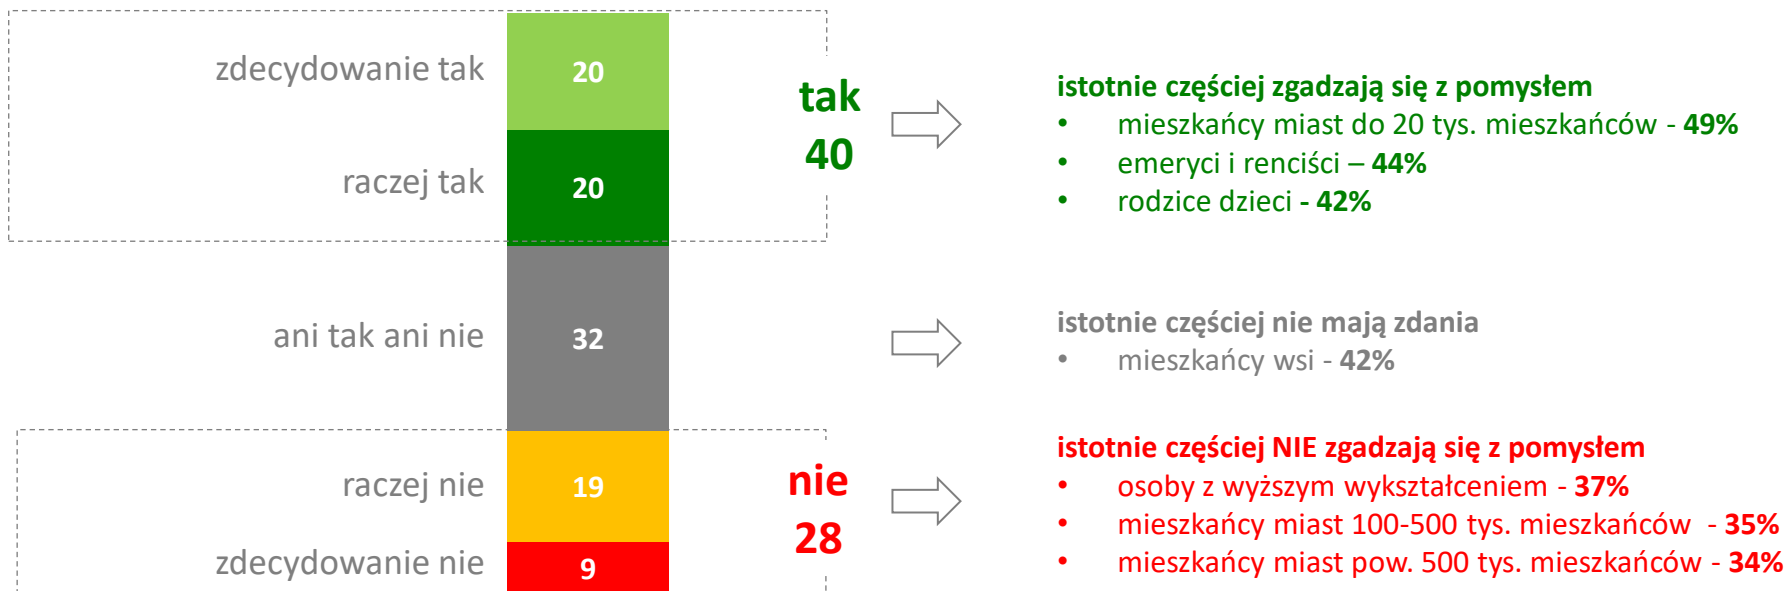 zdecydowanie tak
20
raczej tak
20
tak
40
istotnie częściej zgadzają się z pomysłem
• mieszkańcy miast do 20 tys. mieszkańców - 49%
• emeryci i renciści – 44%
• rodzice dzieci - 42%
ani tak ani nie
32
istotnie częściej nie mają zdania
• mieszkańcy wsi - 42%
raczej nie
19
zdecydowanie nie
9
nie
28
istotnie częściej NIE zgadzają się z pomysłem
• osoby z wyższym wykształceniem - 37%
• mieszkańcy miast 100-500 tys. mieszkańców - 35%
• mieszkańcy miast pow. 500 tys. mieszkańców - 34%